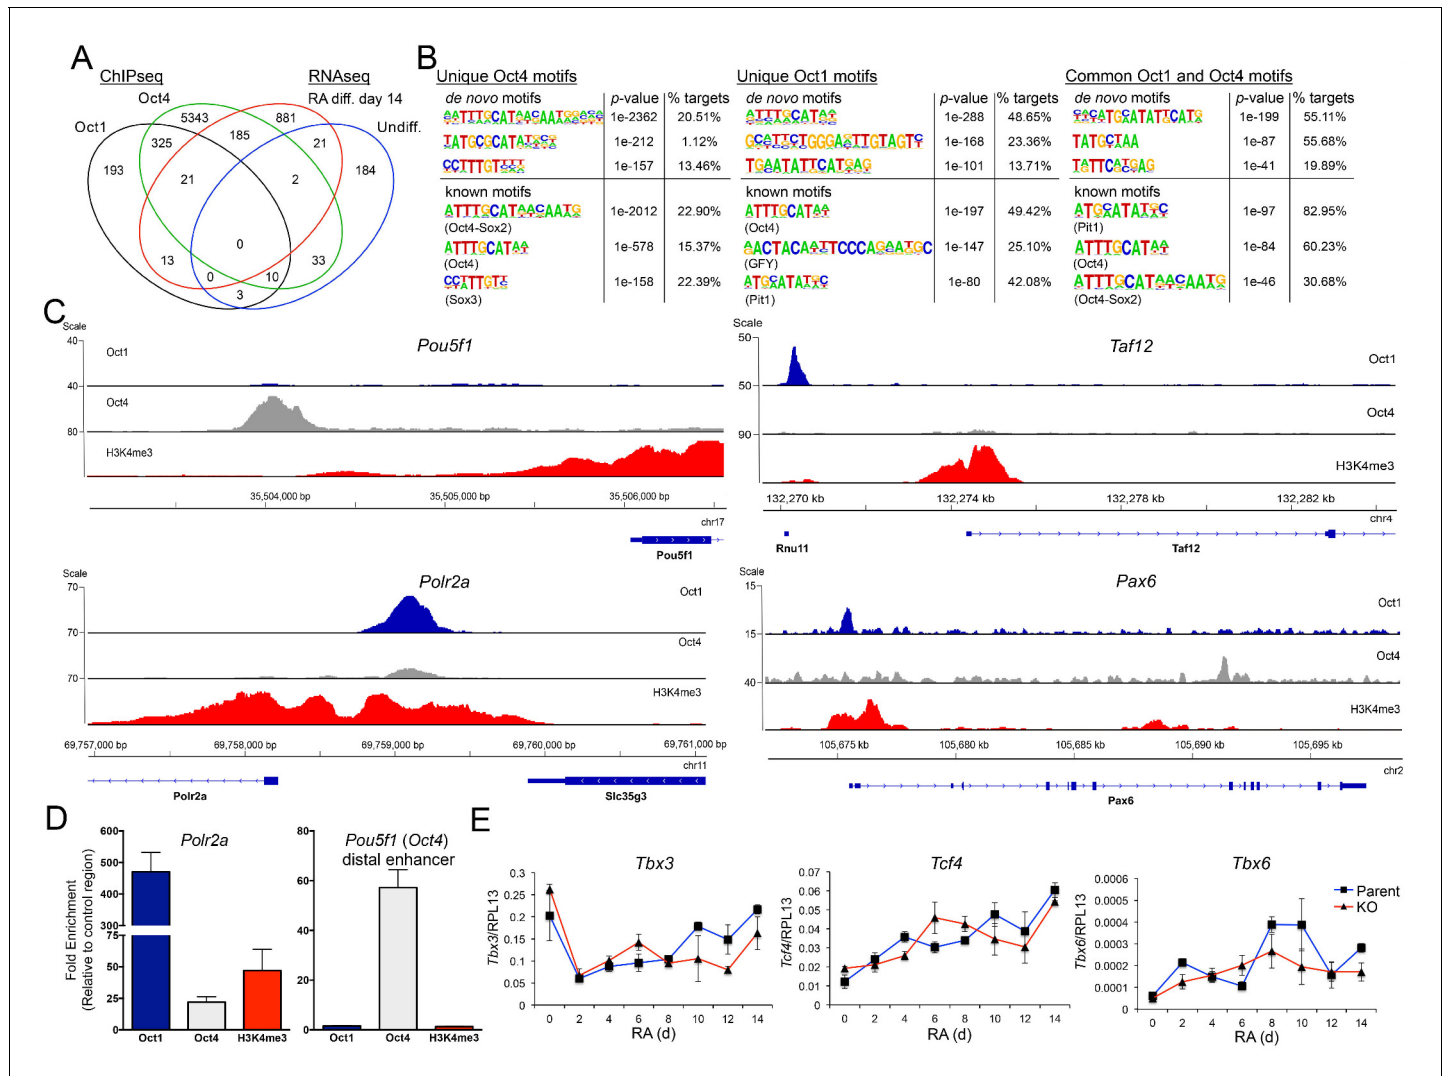 A
ChIPseq
RNAseq
RA diff. day 14
Oct4
Oct1
Undiff.
5343
881
325
185
21
193
184
21
2
0
13
0
10
33
3
B
Unique Oct4 motifs
de novo motifs
p-value
% targets
1e-2362
20.51%
1e-212
1.12%
1e-157
13.46%
known motifs
1e-2012
22.90%
(Oct4-Sox2)
1e-578
15.37%
(Oct4)
1e-158
22.39%
(Sox3)
Unique Oct1 motifs
de novo motifs
p-value
% targets
1e-288
48.65%
1e-168
23.36%
1e-101
13.71%
known motifs
1e-197
49.42%
(Oct4)
1e-147
25.10%
(GFY)
1e-80
42.08%
(Pit1)
Common Oct1 and Oct4 motifs
de novo motifs
p-value
% targets
1e-199
55.11%
TATGCTAA
1e-87
55.68%
1e-41
19.89%
known motifs
1e-97
82.95%
(Pit1)
1e-84
60.23%
(Oct4)
1e-46
30.68%
(Oct4-Sox2)
C
Scale
Pou5f1
40
Oct1
40
Oct4
80
H3K4me3
35,504,000 bp
35,505,000 bp
35,506,000 bp
chr17
Pou5f1
Scale
Taf12
50
Oct1
50
Oct4
90
H3K4me3
132,270 kb
132,274 kb
132,278 kb
132,282 kb
chr4
Rnu11
Taf12
Scale
Polr2a
70
Oct1
70
Oct4
70
H3K4me3
69,757,000 bp
69,758,000 bp
69,759,000 bp
69,760,000 bp
69,761,000 bp
chr11
Polr2a
Slc35g3
Scale
Pax6
15
Oct1
15
Oct4
40
H3K4me3
105,675 kb
105,680 kb
105,685 kb
105,690 kb
105,695 kb
chr2
Pax6
D
Fold Enrichment
(Relative to control region)
Polr2a
600
500
400
300
75
50
25
0
Oct1
Oct4
H3K4me3
Pou5f1 (Oct4)
distal enhancer
80
60
40
20
0
Oct1
Oct4
H3K4me3
E
Tbx3
Tbx3/RPL13
0.3
0.25
0.2
0.15
0.1
0.05
0
0 2 4 6 8 10 12 14
RA (d)
Tcf4
Tcf4/RPL13
0.07
0.06
0.05
0.04
0.03
0.02
0.01
0
0 2 4 6 8 10 12 14
RA (d)
Tbx6
Tbx6/RPL13
0.0006
0.0005
0.0004
0.0003
0.0002
0.0001
0
0 2 4 6 8 10 12 14
RA (d)
Parent
KO